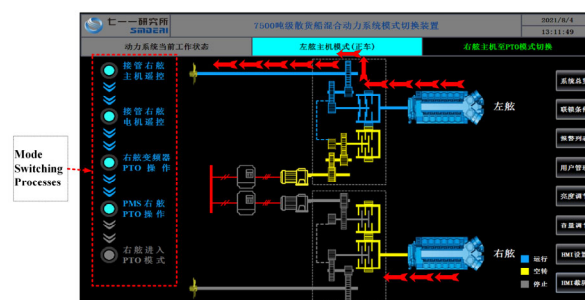 七一一研究所
SMDERI
7500吨级散货船混合动力系统模式切换装置
2021/8/4
13:11:49
动力系统当前工作状态
左舷主机模式(正车)
右舷主机至PTO模式切换
接管右舷
主机遥控
接管右舷
电机遥控
右舷变频器
PTO 操作
PMS 右舷
PTO操作
右舷进入
PTO 模式
Mode
Switching
Processes
左舷
右舷
运行
空转
停止
系统总
联锁条
报警列
用户管
亮度调
音量调
HMI 设
HMI 截